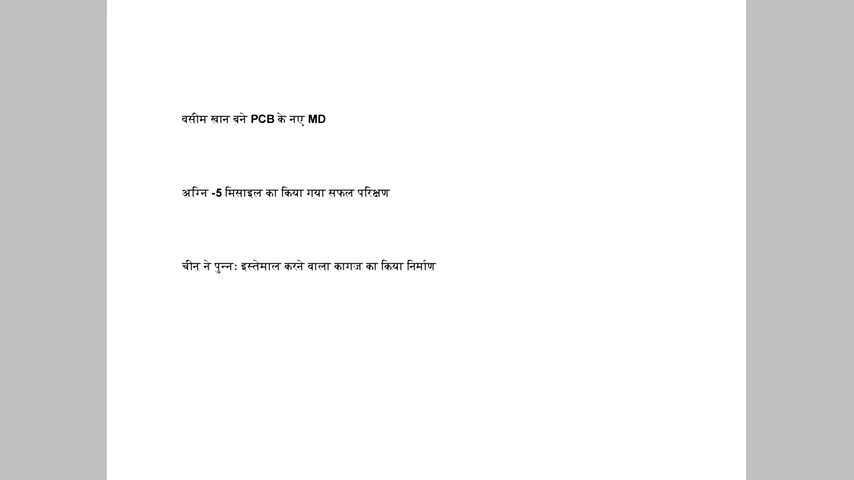 वसीम खान बने PCB के नए MD
अग्नि -5 मिसाइल का किया गया सफल परिक्षण
चीन ने पुन्नः इस्तेमाल करने वाला कागज का किया निर्माण